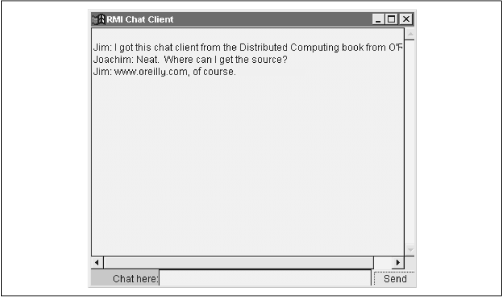 RMI Chat Client
Jim: I got this chat client from the Distributed Computing book from
Joachim: Neat. Where can I get the source?
Jim: www.oreilly.com, of course.
Chat here:
Send